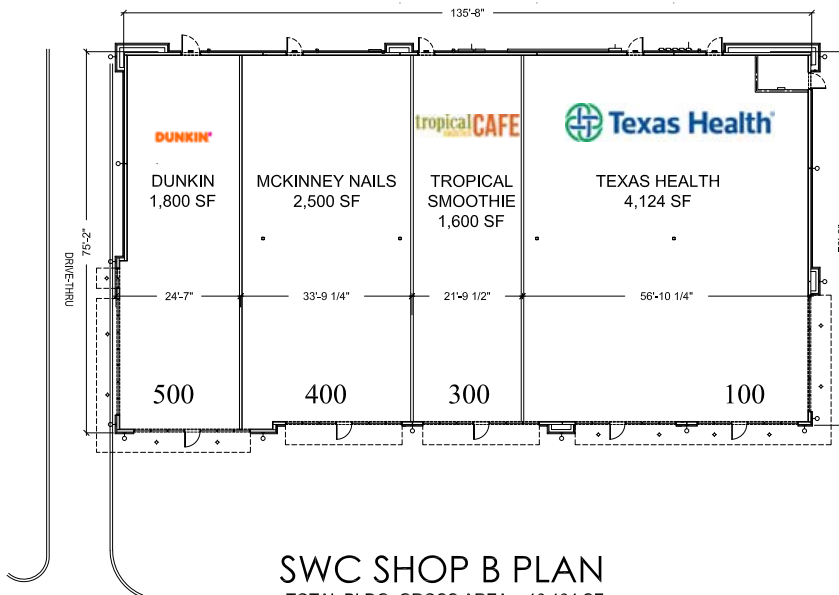 135'-8"
DUNKIN'
tropical CAFE
Texas Health
DUNKIN
1,800 SF
MCKINNEY NAILS
2,500 SF
TROPICAL
SMOOTHIE
1,600 SF
TEXAS HEALTH
4,124 SF
75'-2"
DRIVE-THRU
24'-7"
33'-9 1/4"
21'-9 1/2"
56'-10 1/4"
500
400
300
100
SWC SHOP B PLAN